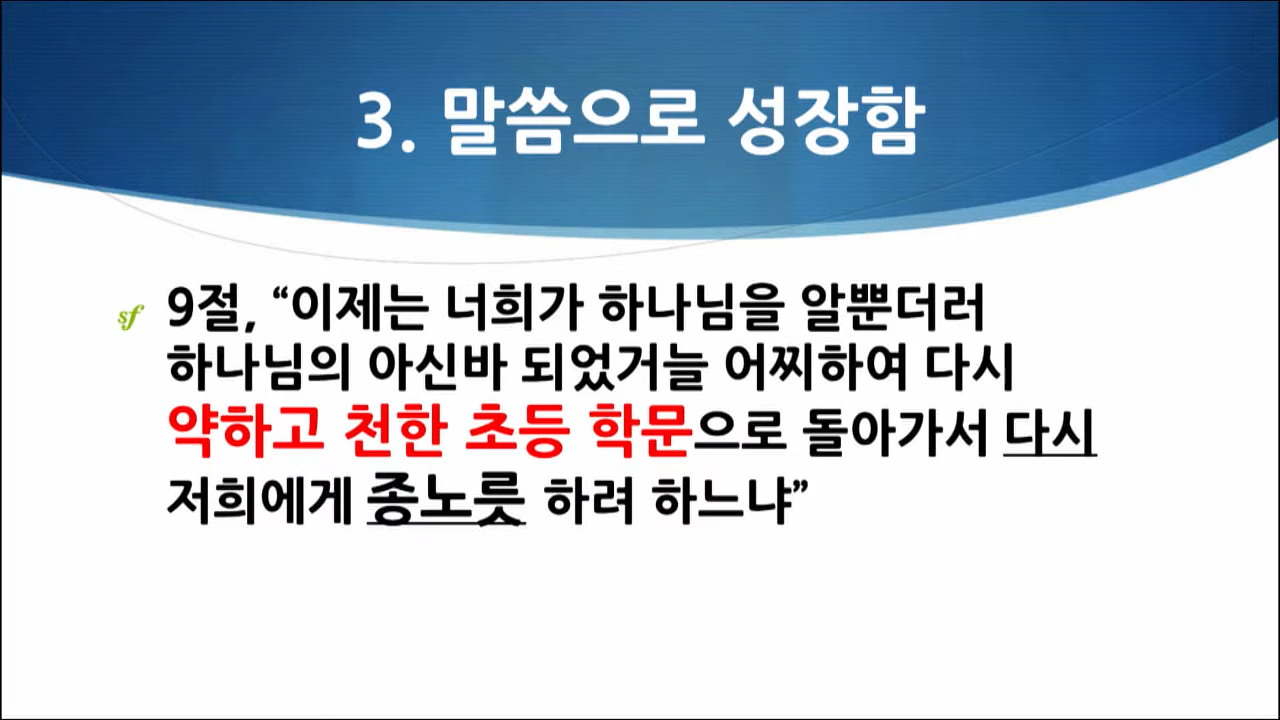 3. 말씀으로 성장함
9절, “이제는 너희가 하나님을 알뿐더러
하나님의 아신바 되었거늘 어찌하여 다시
약하고 천한 초등 학문으로 돌아가서 다시
저희에게 종노릇 하려 하느냐”